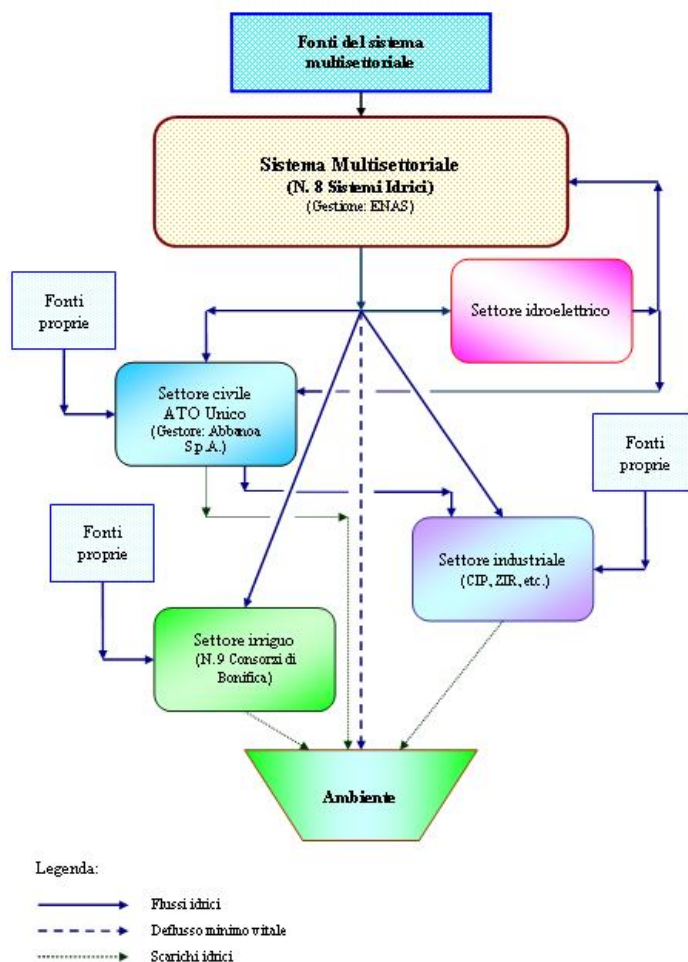 Fonti del sistema
multisettoriale
Sistema Multisettoriale
(N. 8 Sistemi Idrici)
(Gestione: ENAS)
Fonti
proprie
Settore idroelettrico
Settore civile
ATO Unico
(Gestore: Abbanoa
S.p.A.)
Fonti
proprie
Fonti
proprie
Settore industriale
(CIP, ZIR, etc.)
Settore irriguo
(N. 9 Consorzi di
Bonifica)
Ambiente
Legenda:
Flussi idrici
Deflusso minimo vitale
Scarichi idrici